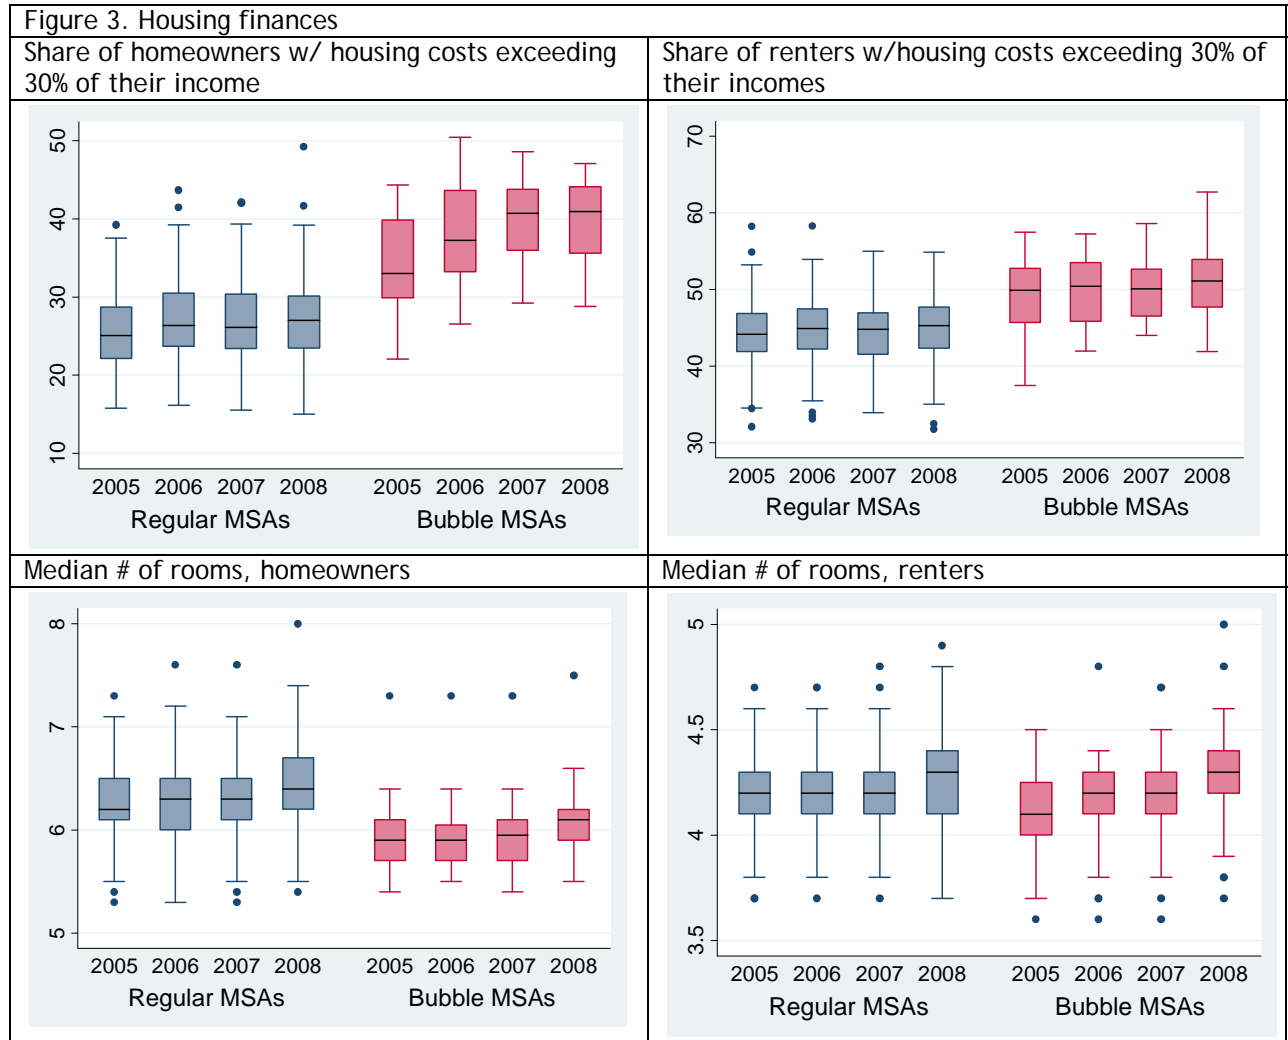 Figure 3. Housing finances
Share of homeowners w/ housing costs exceeding
30% of their income
Share of renters w/housing costs exceeding 30% of
their incomes
50
40
30
20
10
2005 2006 2007 2008 2005 2006 2007 2008
Regular MSAs Bubble MSAs
70
60
50
40
30
2005 2006 2007 2008 2005 2006 2007 2008
Regular MSAs Bubble MSAs
Median # of rooms, homeowners
Median # of rooms, renters
8
7
6
5
2005 2006 2007 2008 2005 2006 2007 2008
Regular MSAs Bubble MSAs
5
4.5
4
3.5
2005 2006 2007 2008 2005 2006 2007 2008
Regular MSAs Bubble MSAs